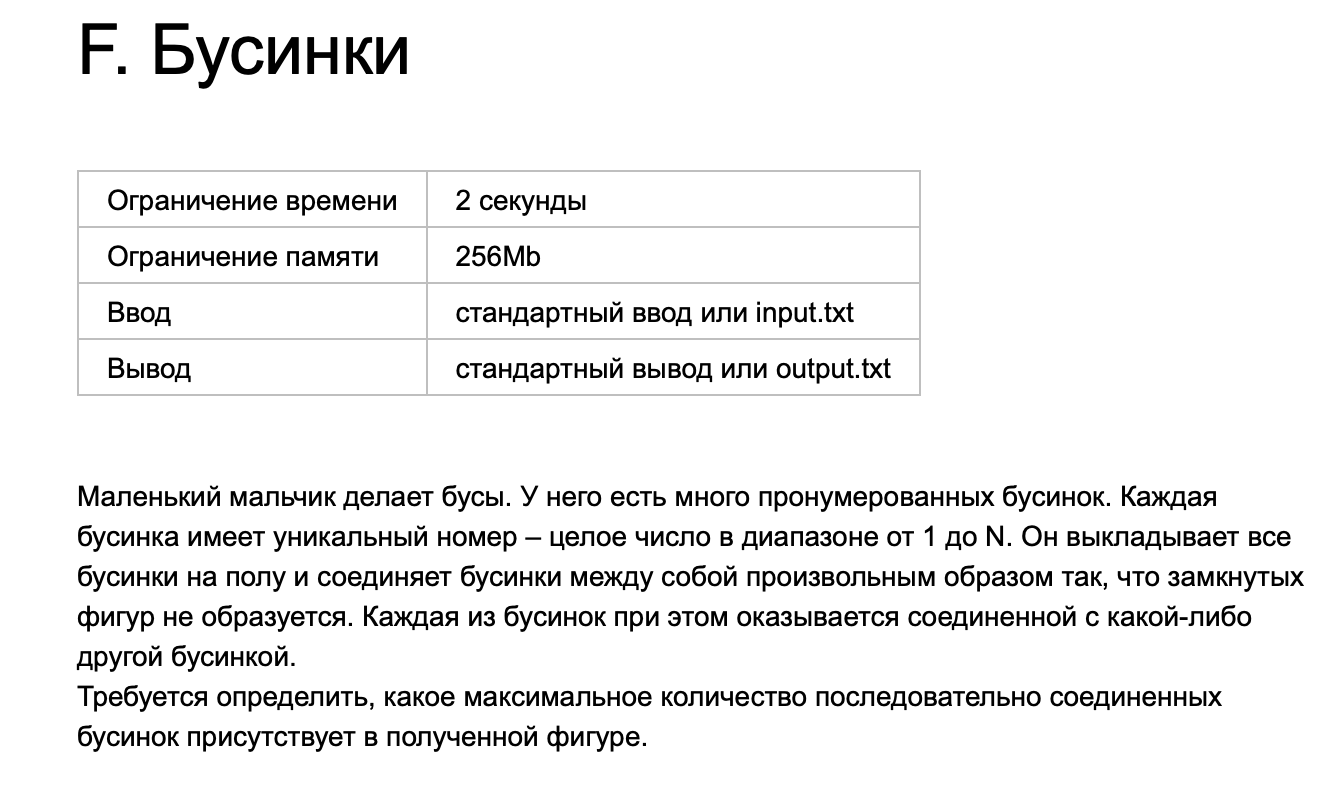 F. Бусинки
Ограничение времени 2 секунды
Ограничение памяти 256Mb
Ввод стандартный ввод или input.txt
Вывод стандартный вывод или output.txt
Маленький мальчик делает бусы. У него есть много пронумерованных бусинок. Каждая
бусинка имеет уникальный номер – целое число в диапазоне от 1 до N. Он выкладывает все
бусинки на полу и соединяет бусинки между собой произвольным образом так, что замкнутых
фигур не образуется. Каждая из бусинок при этом оказывается соединенной с какой-либо
другой бусинкой.
Требуется определить, какое максимальное количество последовательно соединенных
бусинок присутствует в полученной фигуре.